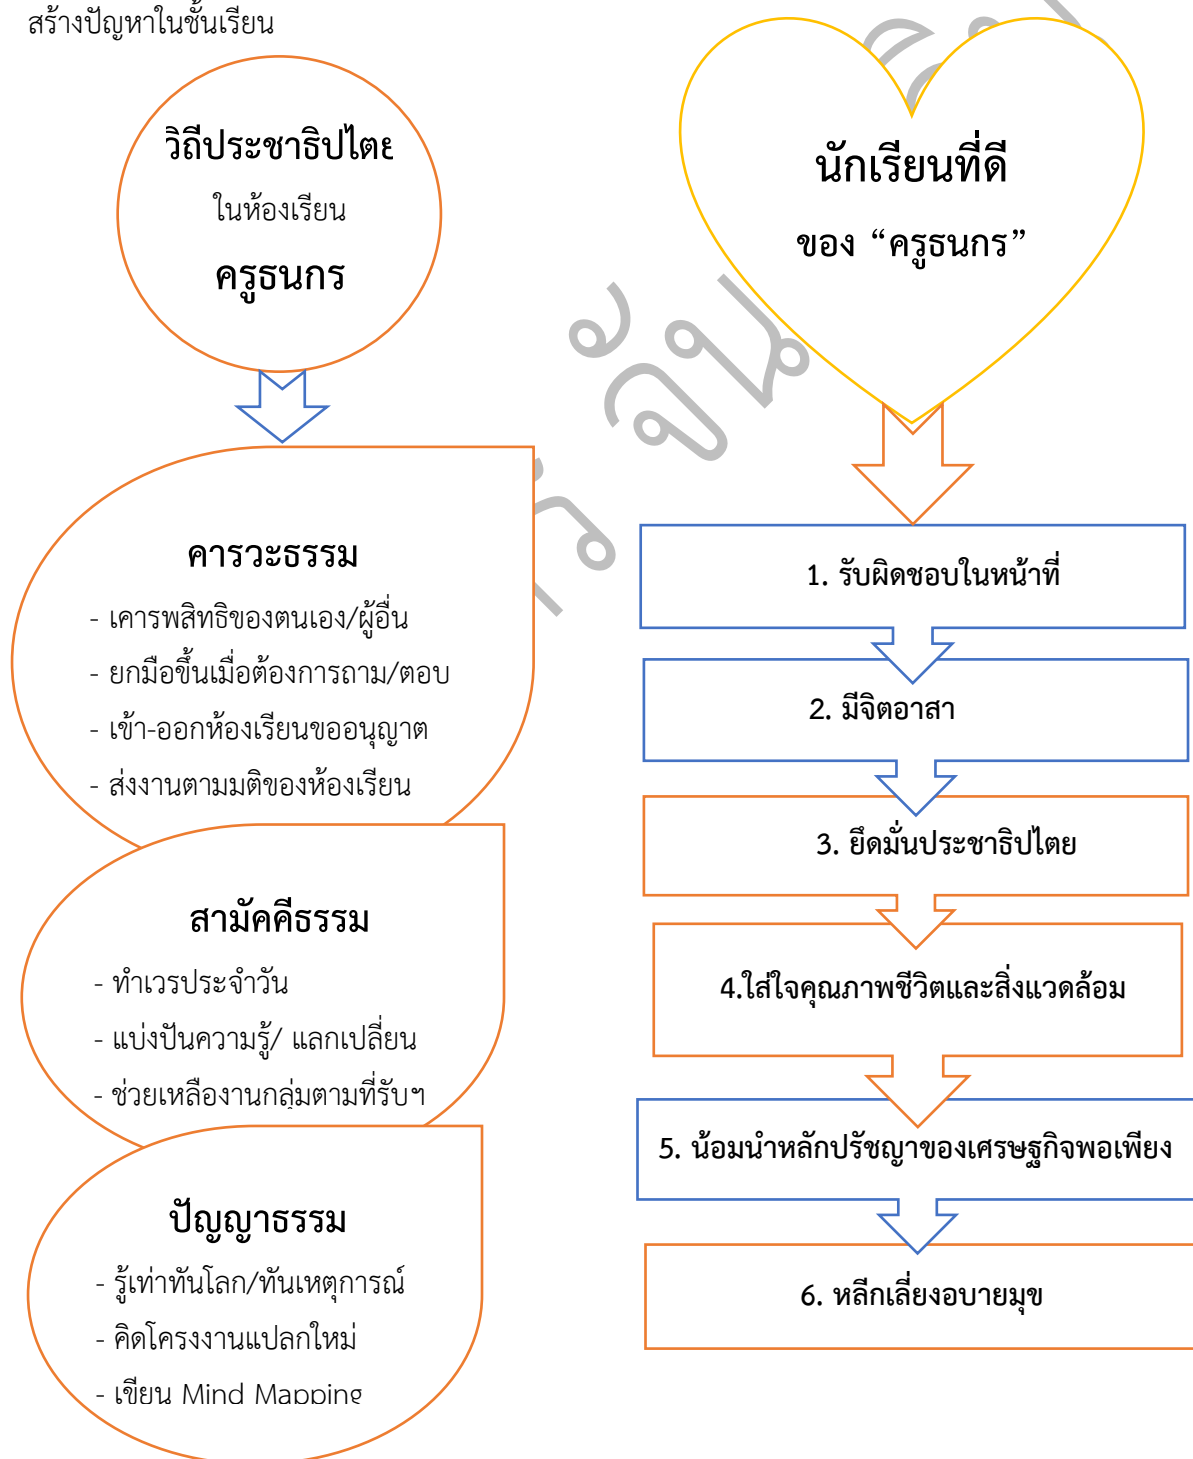 สร้างปัญหาในชั้นเรียน
วิถีประชาธิปไตย
ในห้องเรียน
ครูธนกร
คารวะธรรม
- เคารพสิทธิของตนเอง/ผู้อื่น
- ยกมือขึ้นเมื่อต้องการถาม/ตอบ
- เข้า-ออกห้องเรียนขออนุญาต
- ส่งงานตามมติของห้องเรียน
สามัคคีธรรม
- ทำเวรประจำวัน
- แบ่งปันความรู้/ แลกเปลี่ยน
- ช่วยเหลืองานกลุ่มตามที่รับฯ
ปัญญาธรรม
- รู้เท่าทันโลก/ทันเหตุการณ์
- คิดโครงงานแปลกใหม่
- เขียน Mind Mapping
นักเรียนที่ดี
ของ “ครูธนกร”
1. รับผิดชอบในหน้าที่
2. มีจิตอาสา
3. ยึดมั่นประชาธิปไตย
4.ใส่ใจคุณภาพชีวิตและสิ่งแวดล้อม
5. น้อมนำหลักปรัชญาของเศรษฐกิจพอเพียง
6. หลีกเลี่ยงอบายมุข